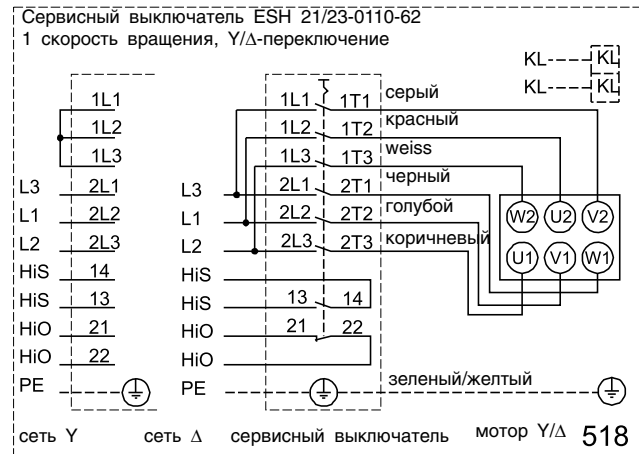 Сервисный выключатель ESH 21/23-0110-62
1 скорость вращения, Y/Δ-переключение
KL KL
KL KL
1L1 1L1 1T1 серый
1L2 1L2 1T2 красный
1L3 1L3 1T3 weiss
L3 2L1 L3 2L1 2T1 черный
L1 2L2 L1 2L2 2T2 голубой
L2 2L3 L2 2L3 2T3 коричневый
W2 U2 V2
U1 V1 W1
HiS 14 HiS
HiS 13 HiS 13 14
HiO 21 HiO 21 22
HiO 22 HiO
PE PE зеленый/желтый
сеть Y сеть Δ сервисный выключатель мотор Y/Δ 518